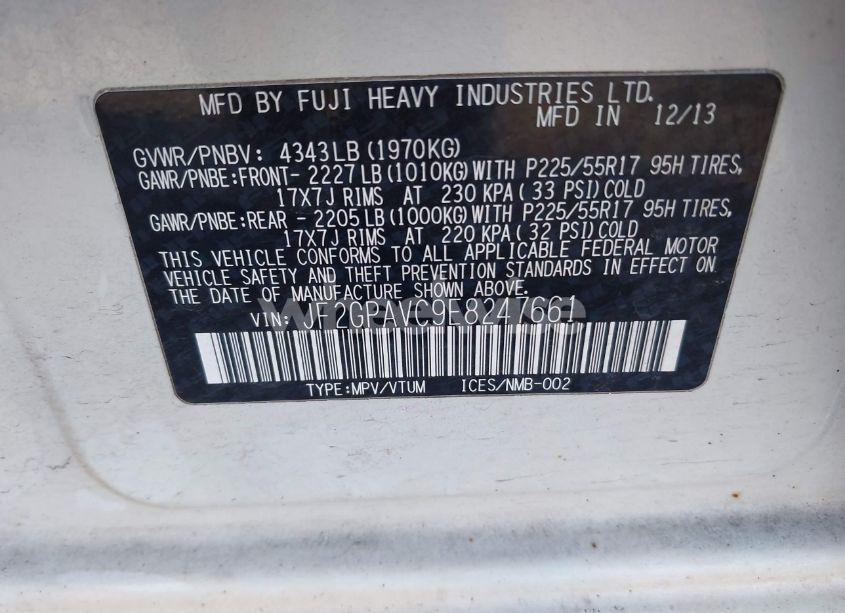 MFD BY FUJI HEAVY INDUSTRIES LTD.
MFD IN 12/13
GVWR/PNBV: 4343LB (1970KG)
GAWR/PNBE:FRONT- 2227LB(1010KG)WITH P225/55R17 95H TIRES,
17X7J RIMS AT 230 KPA( 33 PSI)COLD
GAWR/PNBE:REAR - 2205LB(1000KG)WITH P225/55R17 95H TIRES,
17X7J RIMS AT 220 KPA( 32 PSI)COLD
THIS VEHICLE CONFORMS TO ALL APPLICABLE FEDERAL MOTOR
VEHICLE SAFETY AND THEFT PREVENTION STANDARDS IN EFFECT ON
THE DATE OF MANUFACTURE SHOWN ABOVE.
VIN: JF2GPAVC9E8247661
TYPE:MPV/VTUM ICES/NMB-002